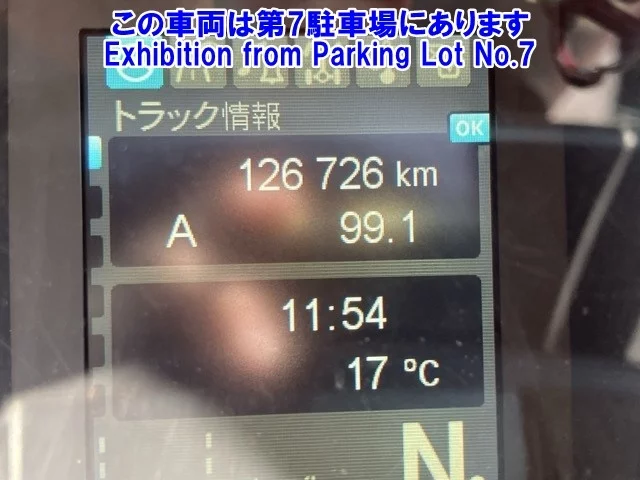 この車両は第7駐車場にあります
Exhibition from Parking Lot No.7
トラック情報
OK
126 726 km
A 99.1
11:54
17 °C
N